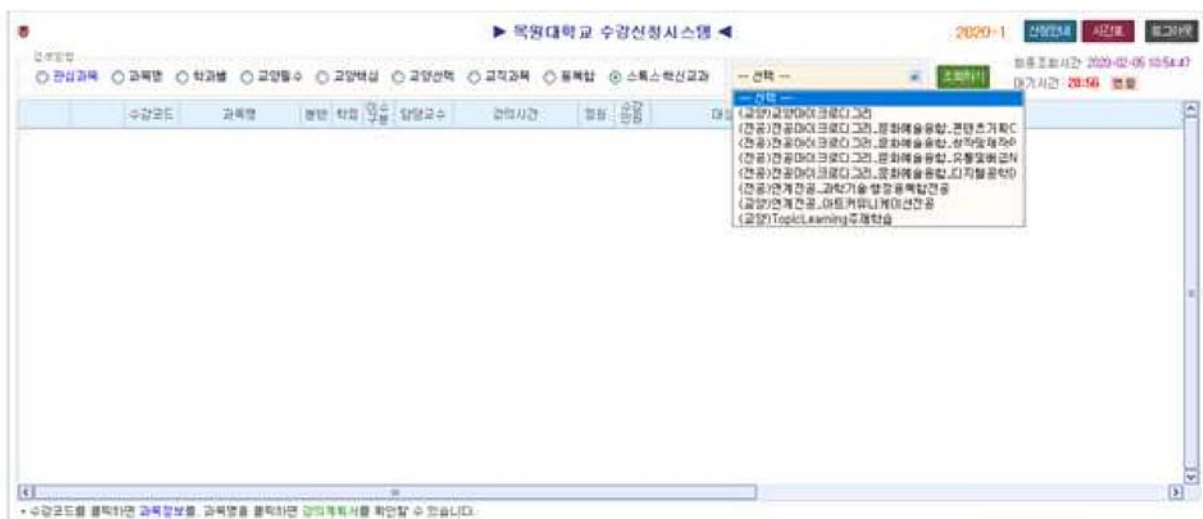 ▶ 목원대학교 수강신청시스템 ◀
2020-1 신청안내 시간표 로그아웃
최종조회시간 2020-02-05 10:54:47
대기시간 20:56 연장
관심과목 과목명 학과별 교양필수 교양핵심 교양선택 교직과목 융복합 스톡스혁신교과
-- 선택 -- 조회하기
수강코드 과목명 분반 학점 이수구분 담당교수 강의시간 정원 대상
-- 선택 --
(교양)교양마이크로디그리
(전공)전공마이크로디그리_문화예술융합_콘텐츠기획C
(전공)전공마이크로디그리_문화예술융합_창작및제작P
(전공)전공마이크로디그리_문화예술융합_유통및배급N
(전공)전공마이크로디그리_문화예술융합_디지털공학D
(전공)연계전공_과학기술·행정융복합전공
(교양)연계전공_아트커뮤니케이션전공
(교양)TopicLearning주제학습
• 수강코드를 클릭하면 과목정보를, 과목명을 클릭하면 강의계획서를 확인할 수 있습니다.